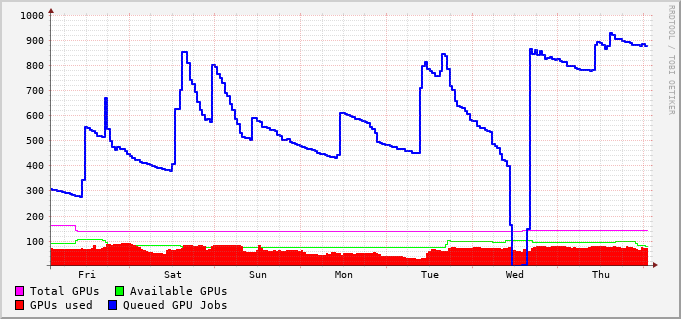 1000
900
800
700
600
500
400
300
200
100
Fri Sat Sun Mon Tue Wed Thu
Total GPUs Available GPUs
GPUs used Queued GPU Jobs
RRDTOOL / TOBI OETIKER